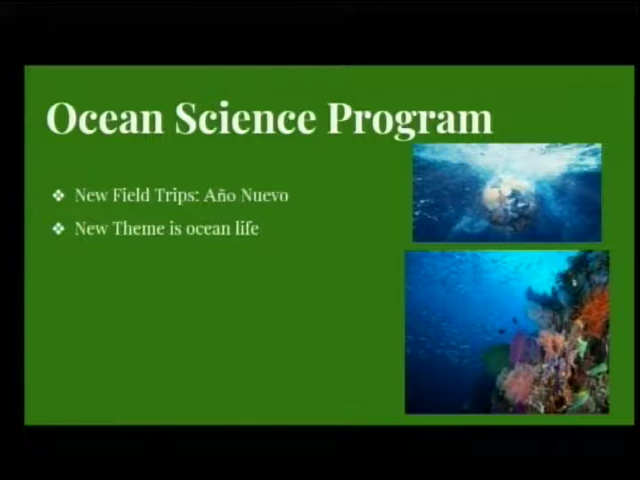 Ocean Science Program
❖ New Field Trips: Año Nuevo
❖ New Theme is ocean life